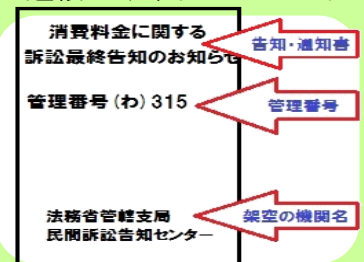 消費料金に関する
訴訟最終告知のお知らせ
告知・通知書
管理番号(わ)315
管理番号
法務省管轄支局
民間訴訟告知センター
架空の機関名